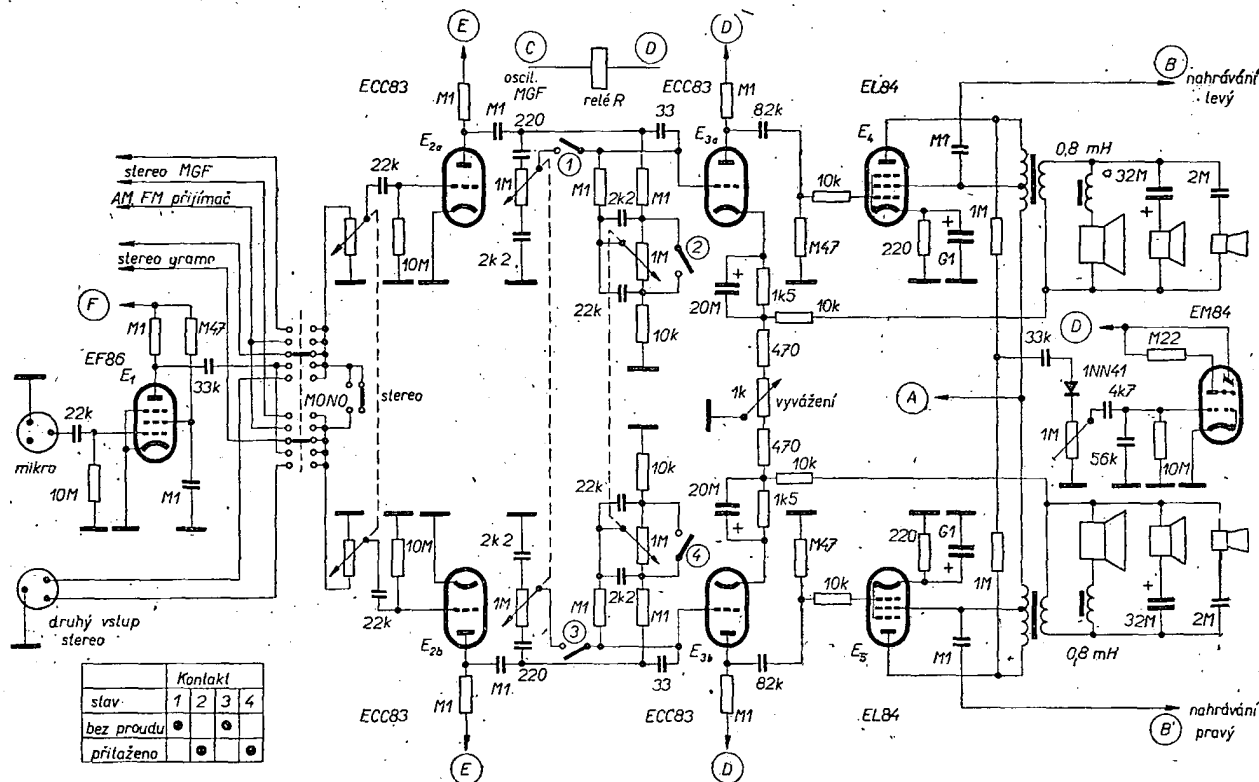 E
C
D
D
oscil.
MGF
relé R
B
nahrávání
levý
ECC83
M1
M1
220
33
ECC83
M1
82k
EL84
E2a
E3a
E4
M1
0,8 mH
stereo MGF
AM FM přijímač
stereo gramo
22k
10M
1M
2k2
1
M1
M1
2k2
1M
2
22k
10k
10k
M47
220
G1
1M
32M
2M
20M
1k5
10k
470
1k
vyvážení
470
F
M1
M47
EF86
E1
33k
MONO
stereo
22k
mikro
10M
M1
A
33k
D
M22
EM84
1NN41
4k7
1M
56k
10M
druhý vstup
stereo
10M
22k
2k2
1M
220
3
10k
22k
1M
4
2k2
M1
M1
10k
20M
1k5
M47
10k
220
G1
1M
32M
2M
0,8 mH
E2b
M1
33
E3b
82k
E5
M1
M1
ECC83
ECC83
M1
EL84
E
D
B'
nahrávání
pravý
Kontakt
stav 1 2 3 4
bez proudu
přitaženo